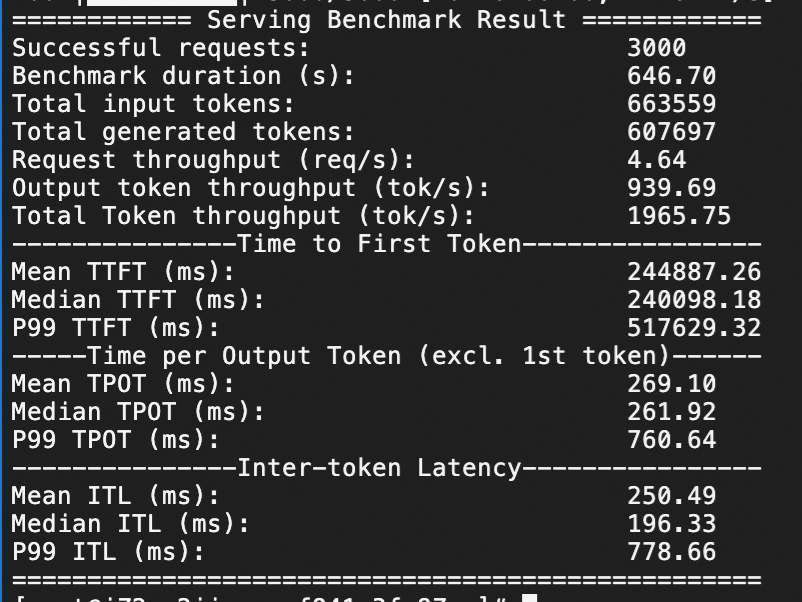 ============ Serving Benchmark Result ============
Successful requests: 3000
Benchmark duration (s): 646.70
Total input tokens: 663559
Total generated tokens: 607697
Request throughput (req/s): 4.64
Output token throughput (tok/s): 939.69
Total Token throughput (tok/s): 1965.75
---------------Time to First Token----------------
Mean TTFT (ms): 244887.26
Median TTFT (ms): 240098.18
P99 TTFT (ms): 517629.32
-----Time per Output Token (excl. 1st token)------
Mean TPOT (ms): 269.10
Median TPOT (ms): 261.92
P99 TPOT (ms): 760.64
---------------Inter-token Latency----------------
Mean ITL (ms): 250.49
Median ITL (ms): 196.33
P99 ITL (ms): 778.66
==================================================